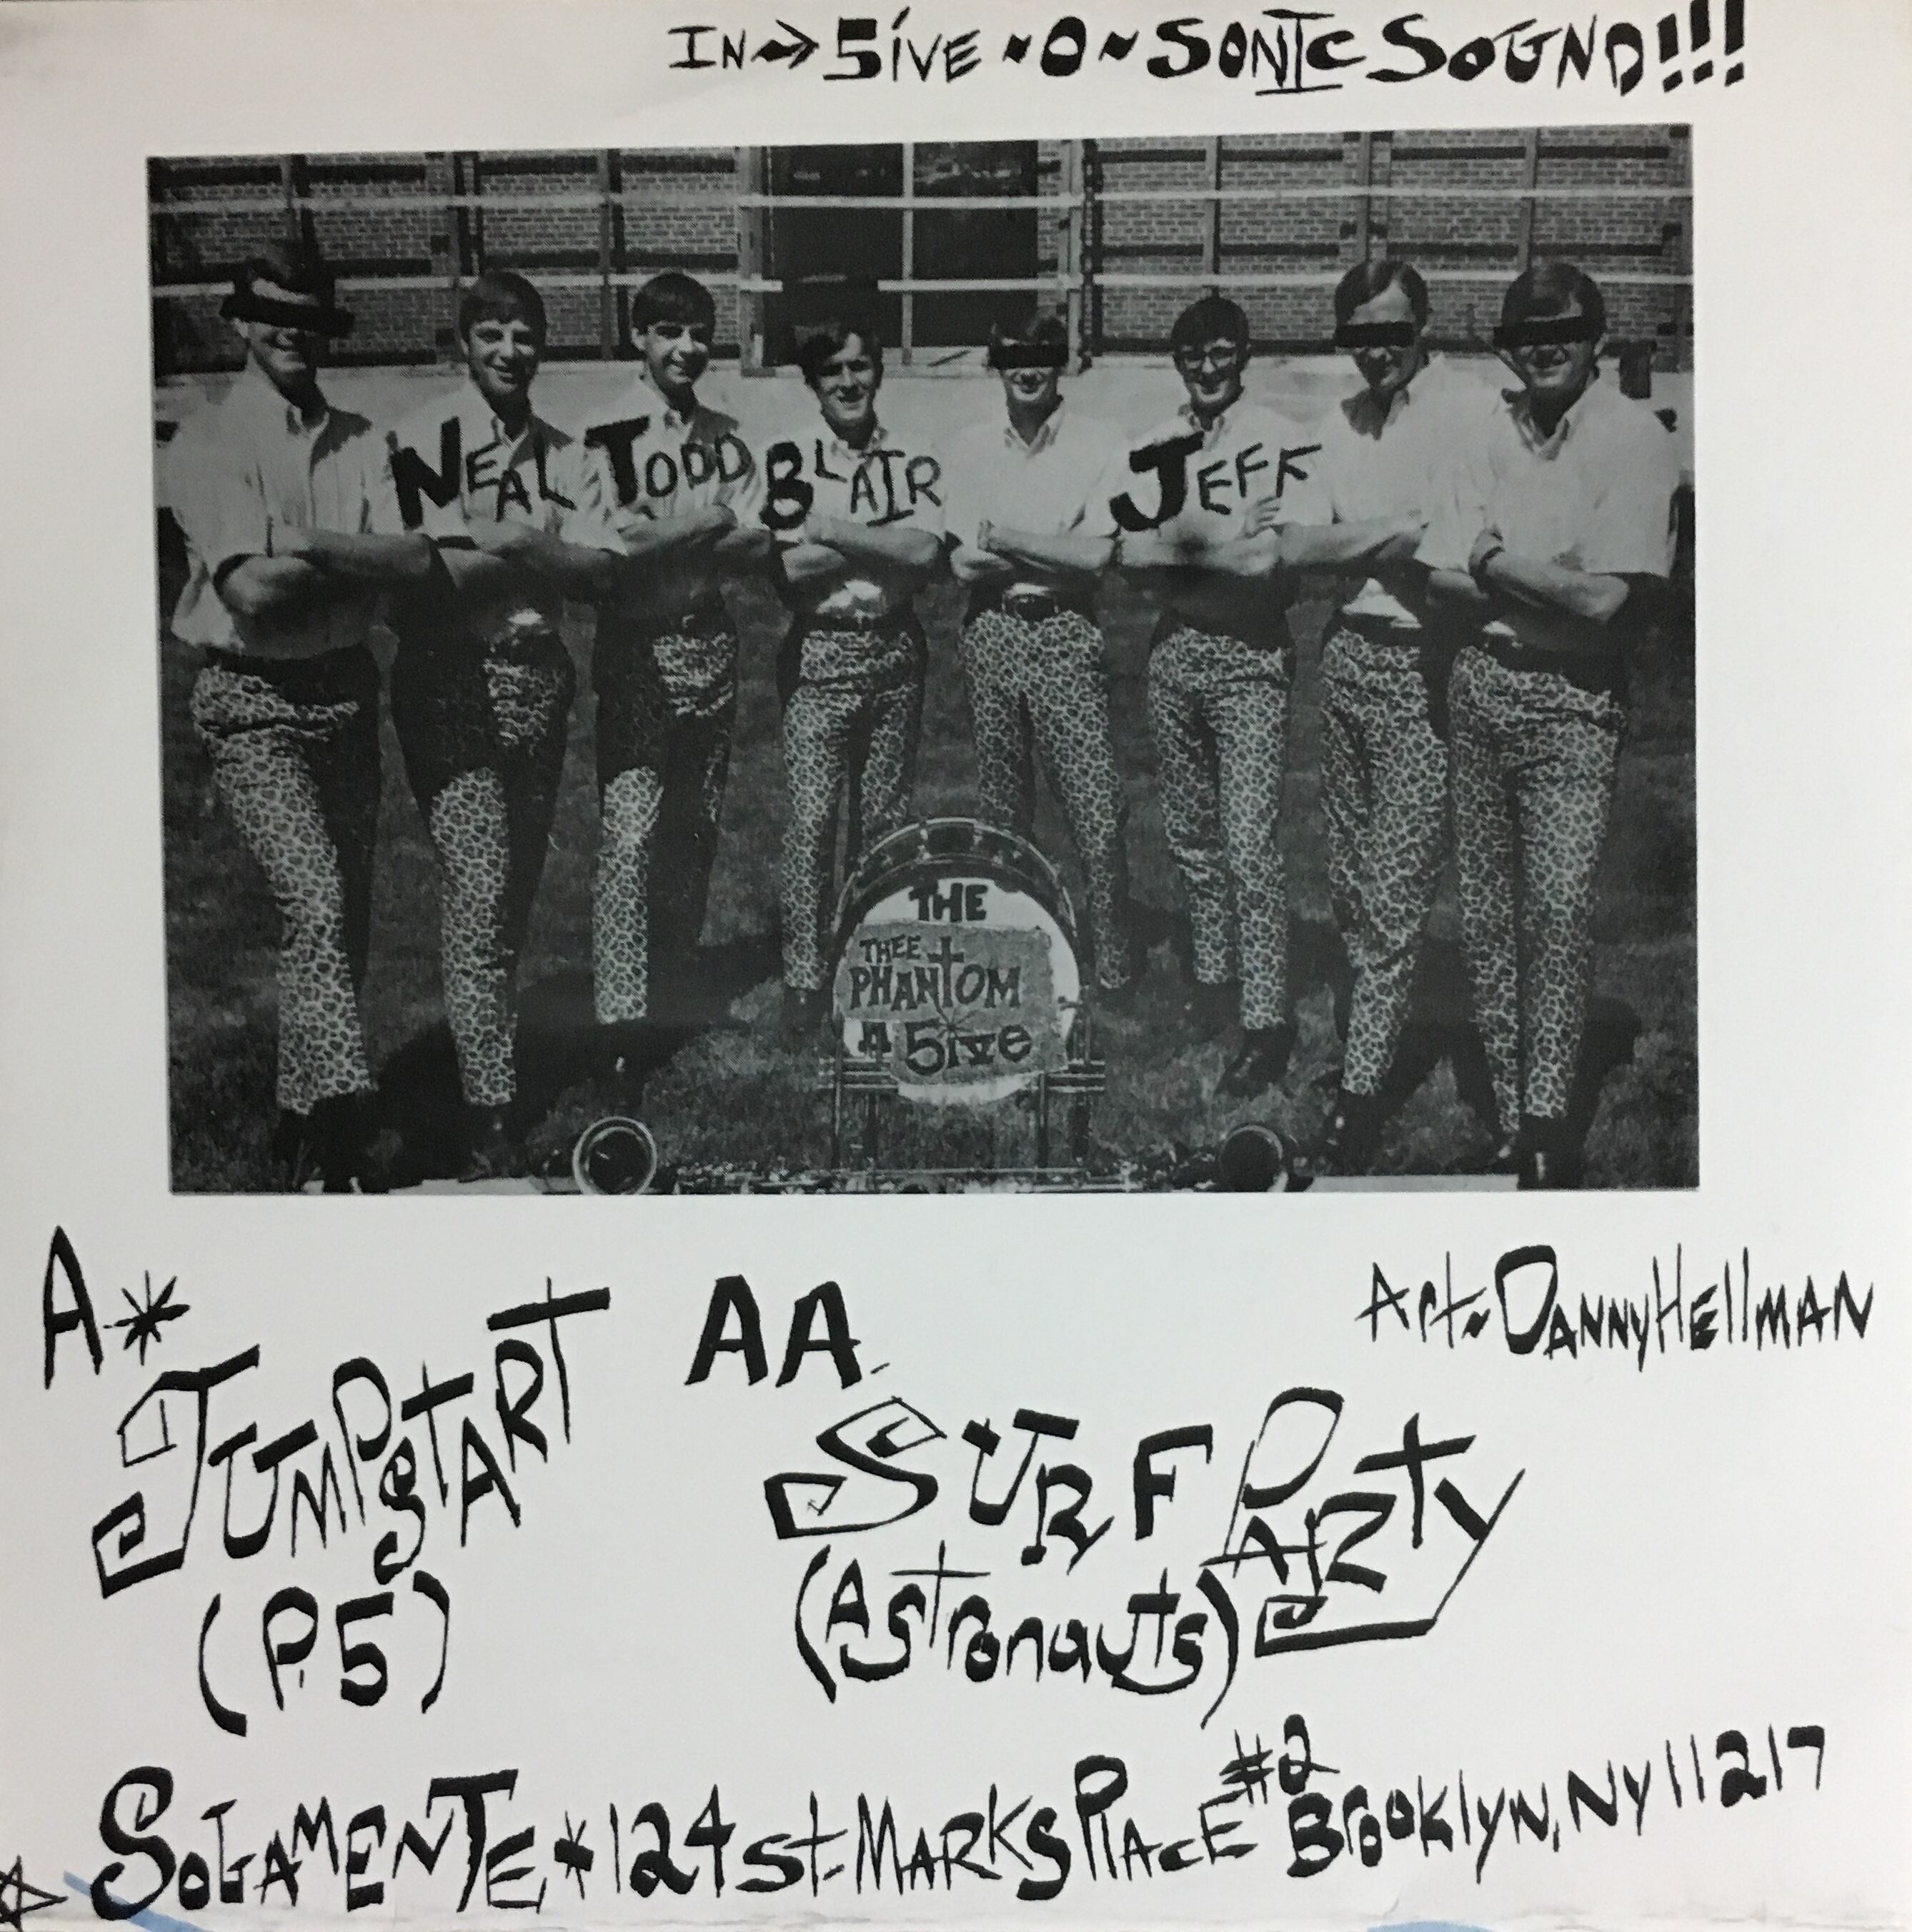 IN→5ive~O~SONIC SOUND!!!
NEAL TODD BLAIR JEFF
THE
THEE
PHANTOM
5ive
A* AA
Art~Danny Hellman
JUMPSTART SURF PARTY
(P.5) (Astronauts)
#2
SOGAMENTE*124 St. MARKS PLACE Brooklyn, NY 11217